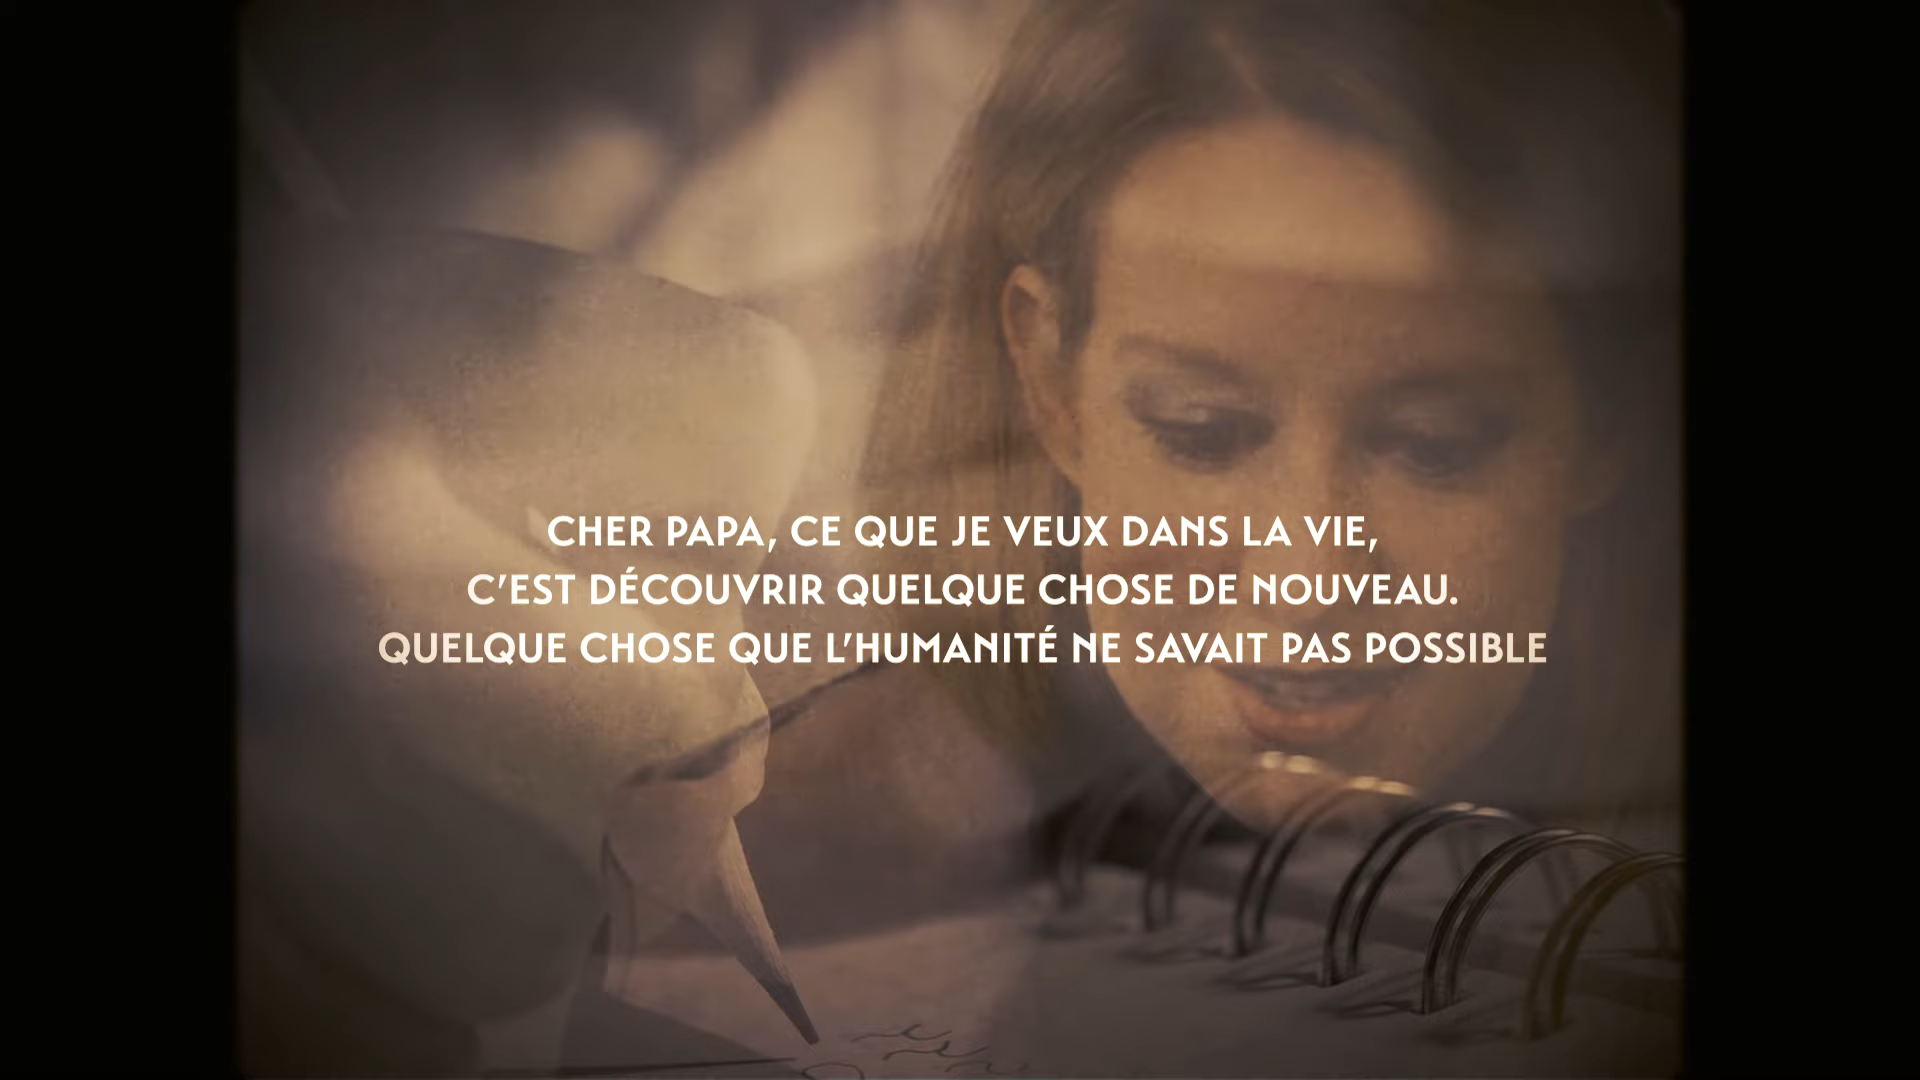 CHER PAPA, CE QUE JE VEUX DANS LA VIE,
C'EST DÉCOUVRIR QUELQUE CHOSE DE NOUVEAU.
QUELQUE CHOSE QUE L'HUMANITÉ NE SAVAIT PAS POSSIBLE